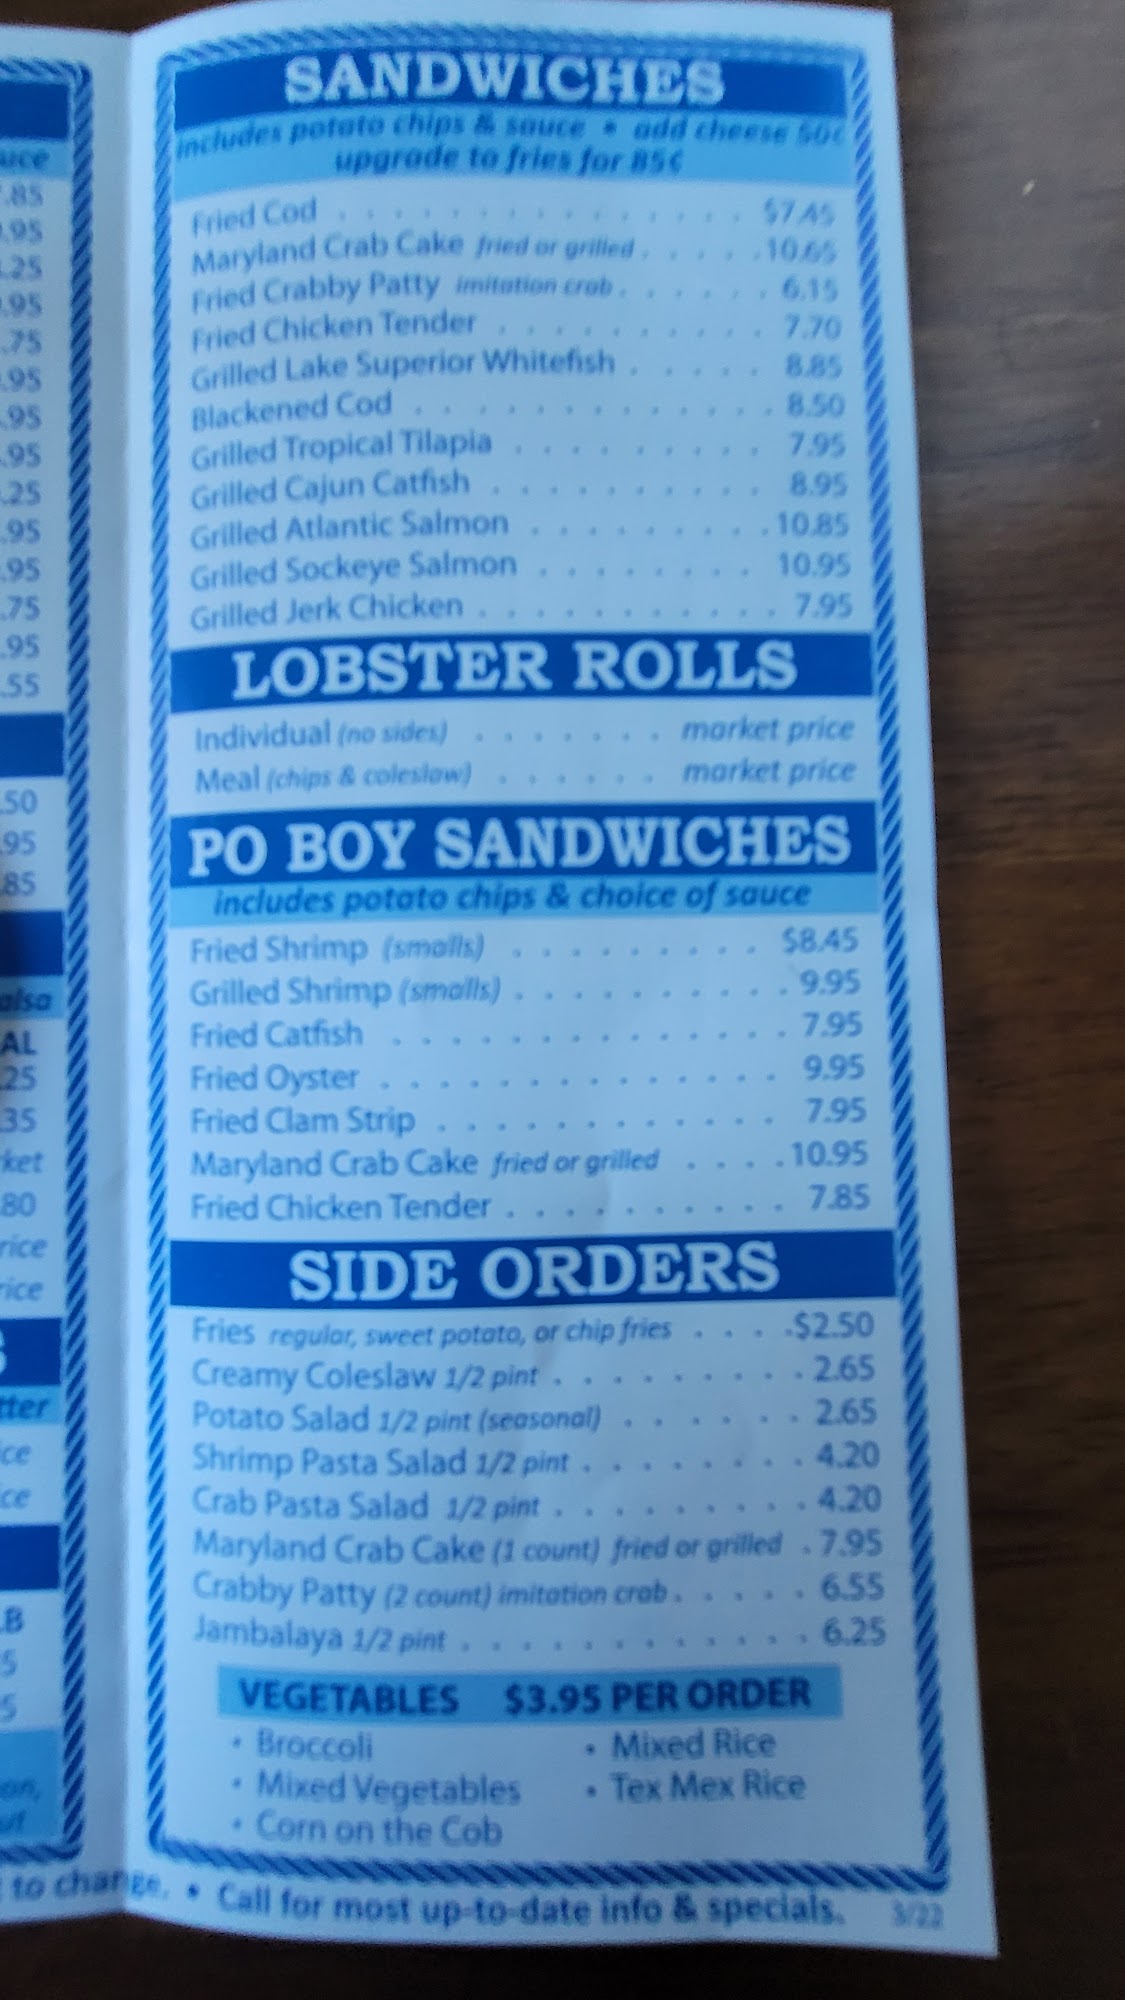 SANDWICHES
includes potato chips & sauce • add cheese 50¢
upgrade to fries for 85¢
Fried Cod . . . . . . . . . . . . . . . $7.45
Maryland Crab Cake fried or grilled . . . . . 10.65
Fried Crabby Patty imitation crab . . . . . . 6.15
Fried Chicken Tender . . . . . . . . . . 7.70
Grilled Lake Superior Whitefish . . . . . 8.85
Blackened Cod . . . . . . . . . . . . . 8.50
Grilled Tropical Tilapia . . . . . . . . . 7.95
Grilled Cajun Catfish . . . . . . . . . . 8.95
Grilled Atlantic Salmon . . . . . . . . . 10.85
Grilled Sockeye Salmon . . . . . . . . 10.95
Grilled Jerk Chicken . . . . . . . . . . . 7.95
LOBSTER ROLLS
Individual (no sides) . . . . . . . market price
Meal (chips & coleslaw) . . . . . . market price
PO BOY SANDWICHES
includes potato chips & choice of sauce
Fried Shrimp (smalls) . . . . . . . . . $8.45
Grilled Shrimp (smalls) . . . . . . . . . . 9.95
Fried Catfish . . . . . . . . . . . . . . 7.95
Fried Oyster . . . . . . . . . . . . . . 9.95
Fried Clam Strip . . . . . . . . . . . . 7.95
Maryland Crab Cake fried or grilled . . . . 10.95
Fried Chicken Tender . . . . . . . . . . 7.85
SIDE ORDERS
Fries regular, sweet potato, or chip fries . . . . $2.50
Creamy Coleslaw 1/2 pint . . . . . . . . . 2.65
Potato Salad 1/2 pint (seasonal) . . . . . . . 2.65
Shrimp Pasta Salad 1/2 pint . . . . . . . . 4.20
Crab Pasta Salad 1/2 pint . . . . . . . . . 4.20
Maryland Crab Cake (1 count) fried or grilled . 7.95
Crabby Patty (2 count) imitation crab . . . . . 6.55
Jambalaya 1/2 pint . . . . . . . . . . . . . 6.25
VEGETABLES $3.95 PER ORDER
• Broccoli • Mixed Rice
• Mixed Vegetables • Tex Mex Rice
• Corn on the Cob
to change. • Call for most up-to-date info & specials. 3/22